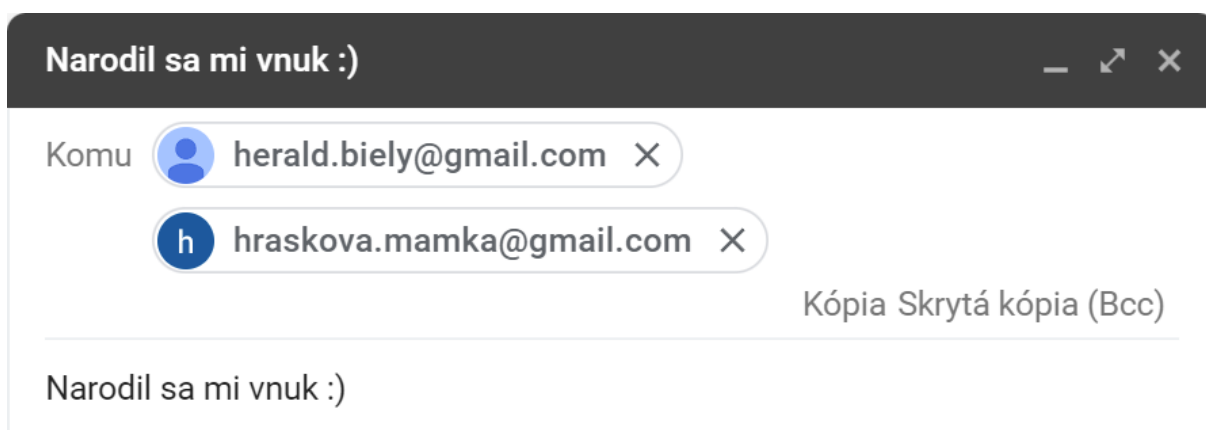 Narodil sa mi vnuk :)
Komu herald.biely@gmail.com
h hraskova.mamka@gmail.com
Kópia Skrytá kópia (Bcc)
Narodil sa mi vnuk :)